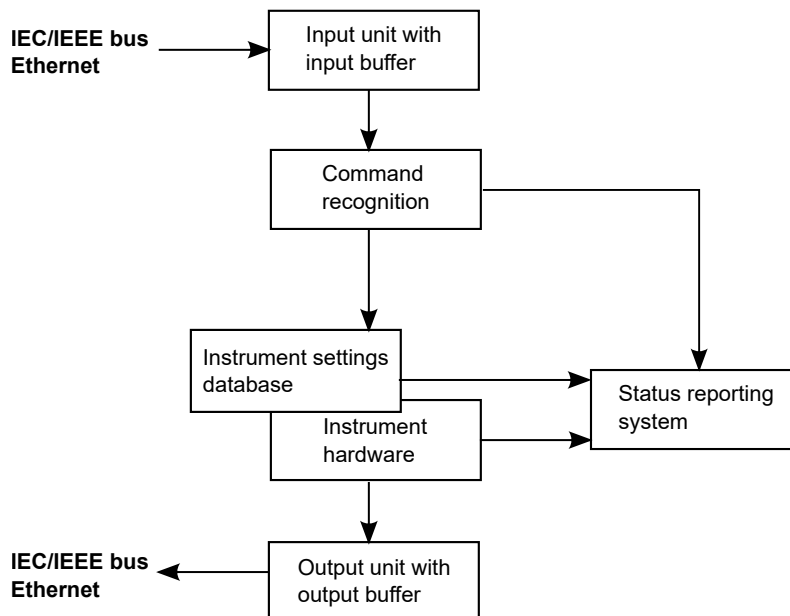 IEC/IEEE bus
Ethernet
Input unit with
input buffer
Command
recognition
Instrument settings
database
Instrument
hardware
Status reporting
system
IEC/IEEE bus
Ethernet
Output unit with
output buffer